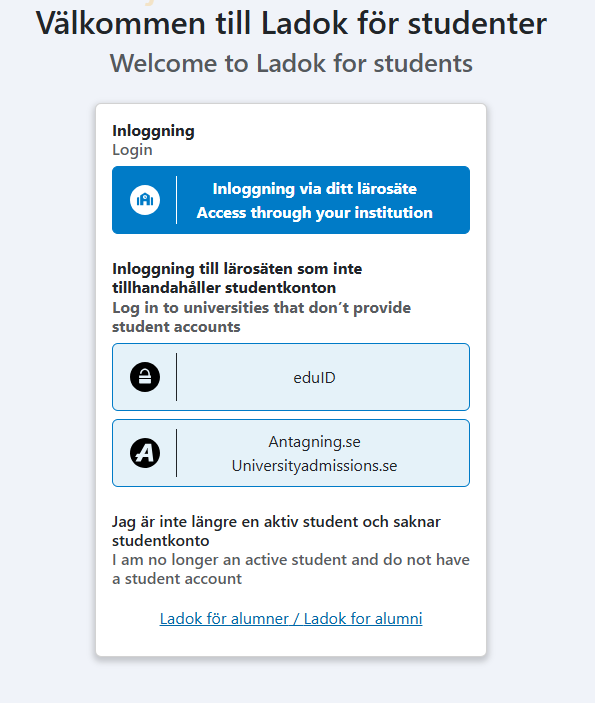 Välkommen till Ladok för studenter
Welcome to Ladok for students
Inloggning
Login
Inloggning via ditt lärosäte
Access through your institution
Inloggning till lärosäten som inte
tillhandahåller studentkonton
Log in to universities that don’t provide
student accounts
eduID
Antagning.se
Universityadmissions.se
Jag är inte längre en aktiv student och saknar
studentkonto
I am no longer an active student and do not have
a student account
Ladok för alumner / Ladok for alumni